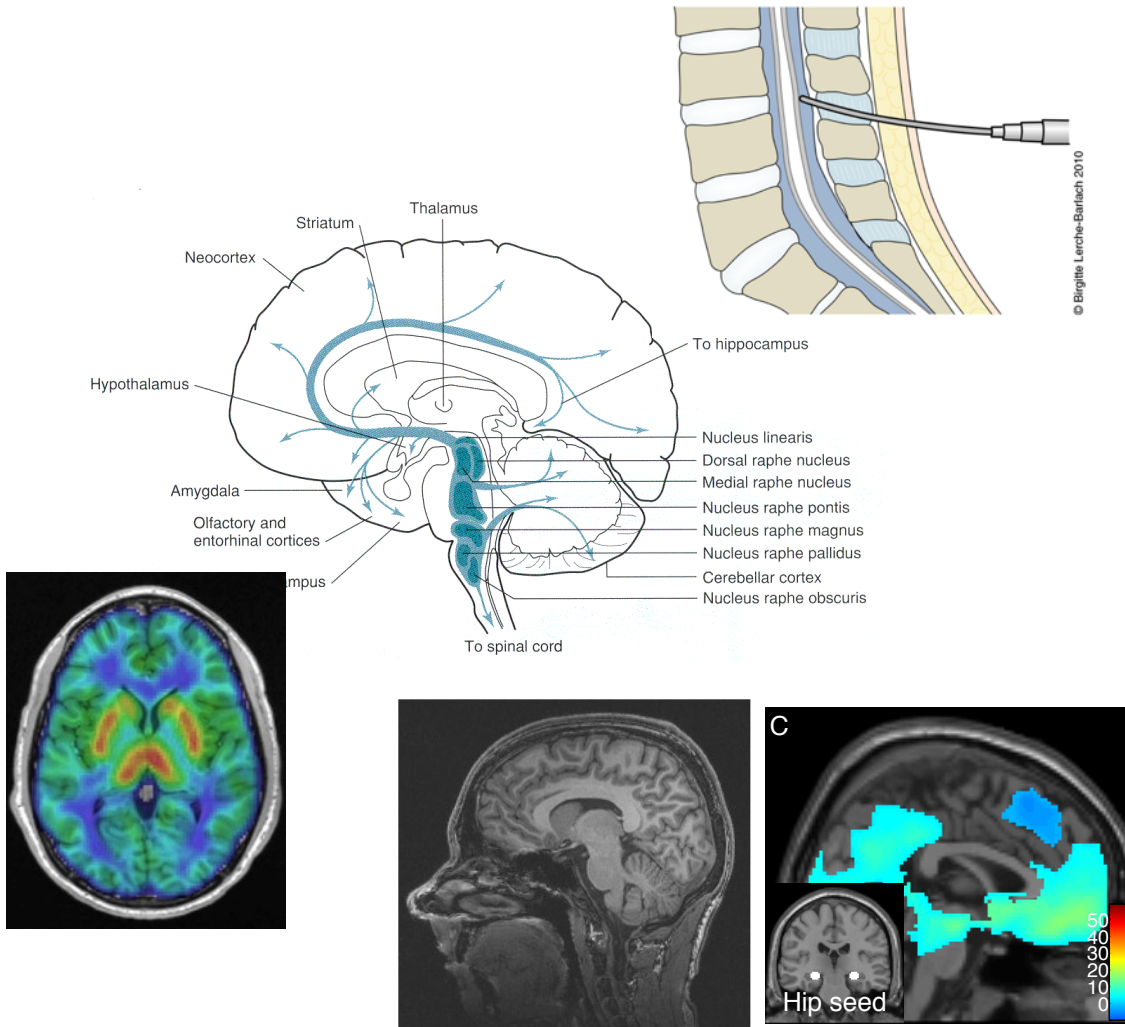 © Birgitte Lerche-Barlach 2010
Thalamus
Striatum
Neocortex
To hippocampus
Hypothalamus
Nucleus linearis
Dorsal raphe nucleus
Medial raphe nucleus
Amygdala
Nucleus raphe pontis
Olfactory and
entorhinal cortices
Nucleus raphe magnus
Nucleus raphe pallidus
ampus
Cerebellar cortex
Nucleus raphe obscuris
To spinal cord
C
50
40
30
20
10
0
Hip seed